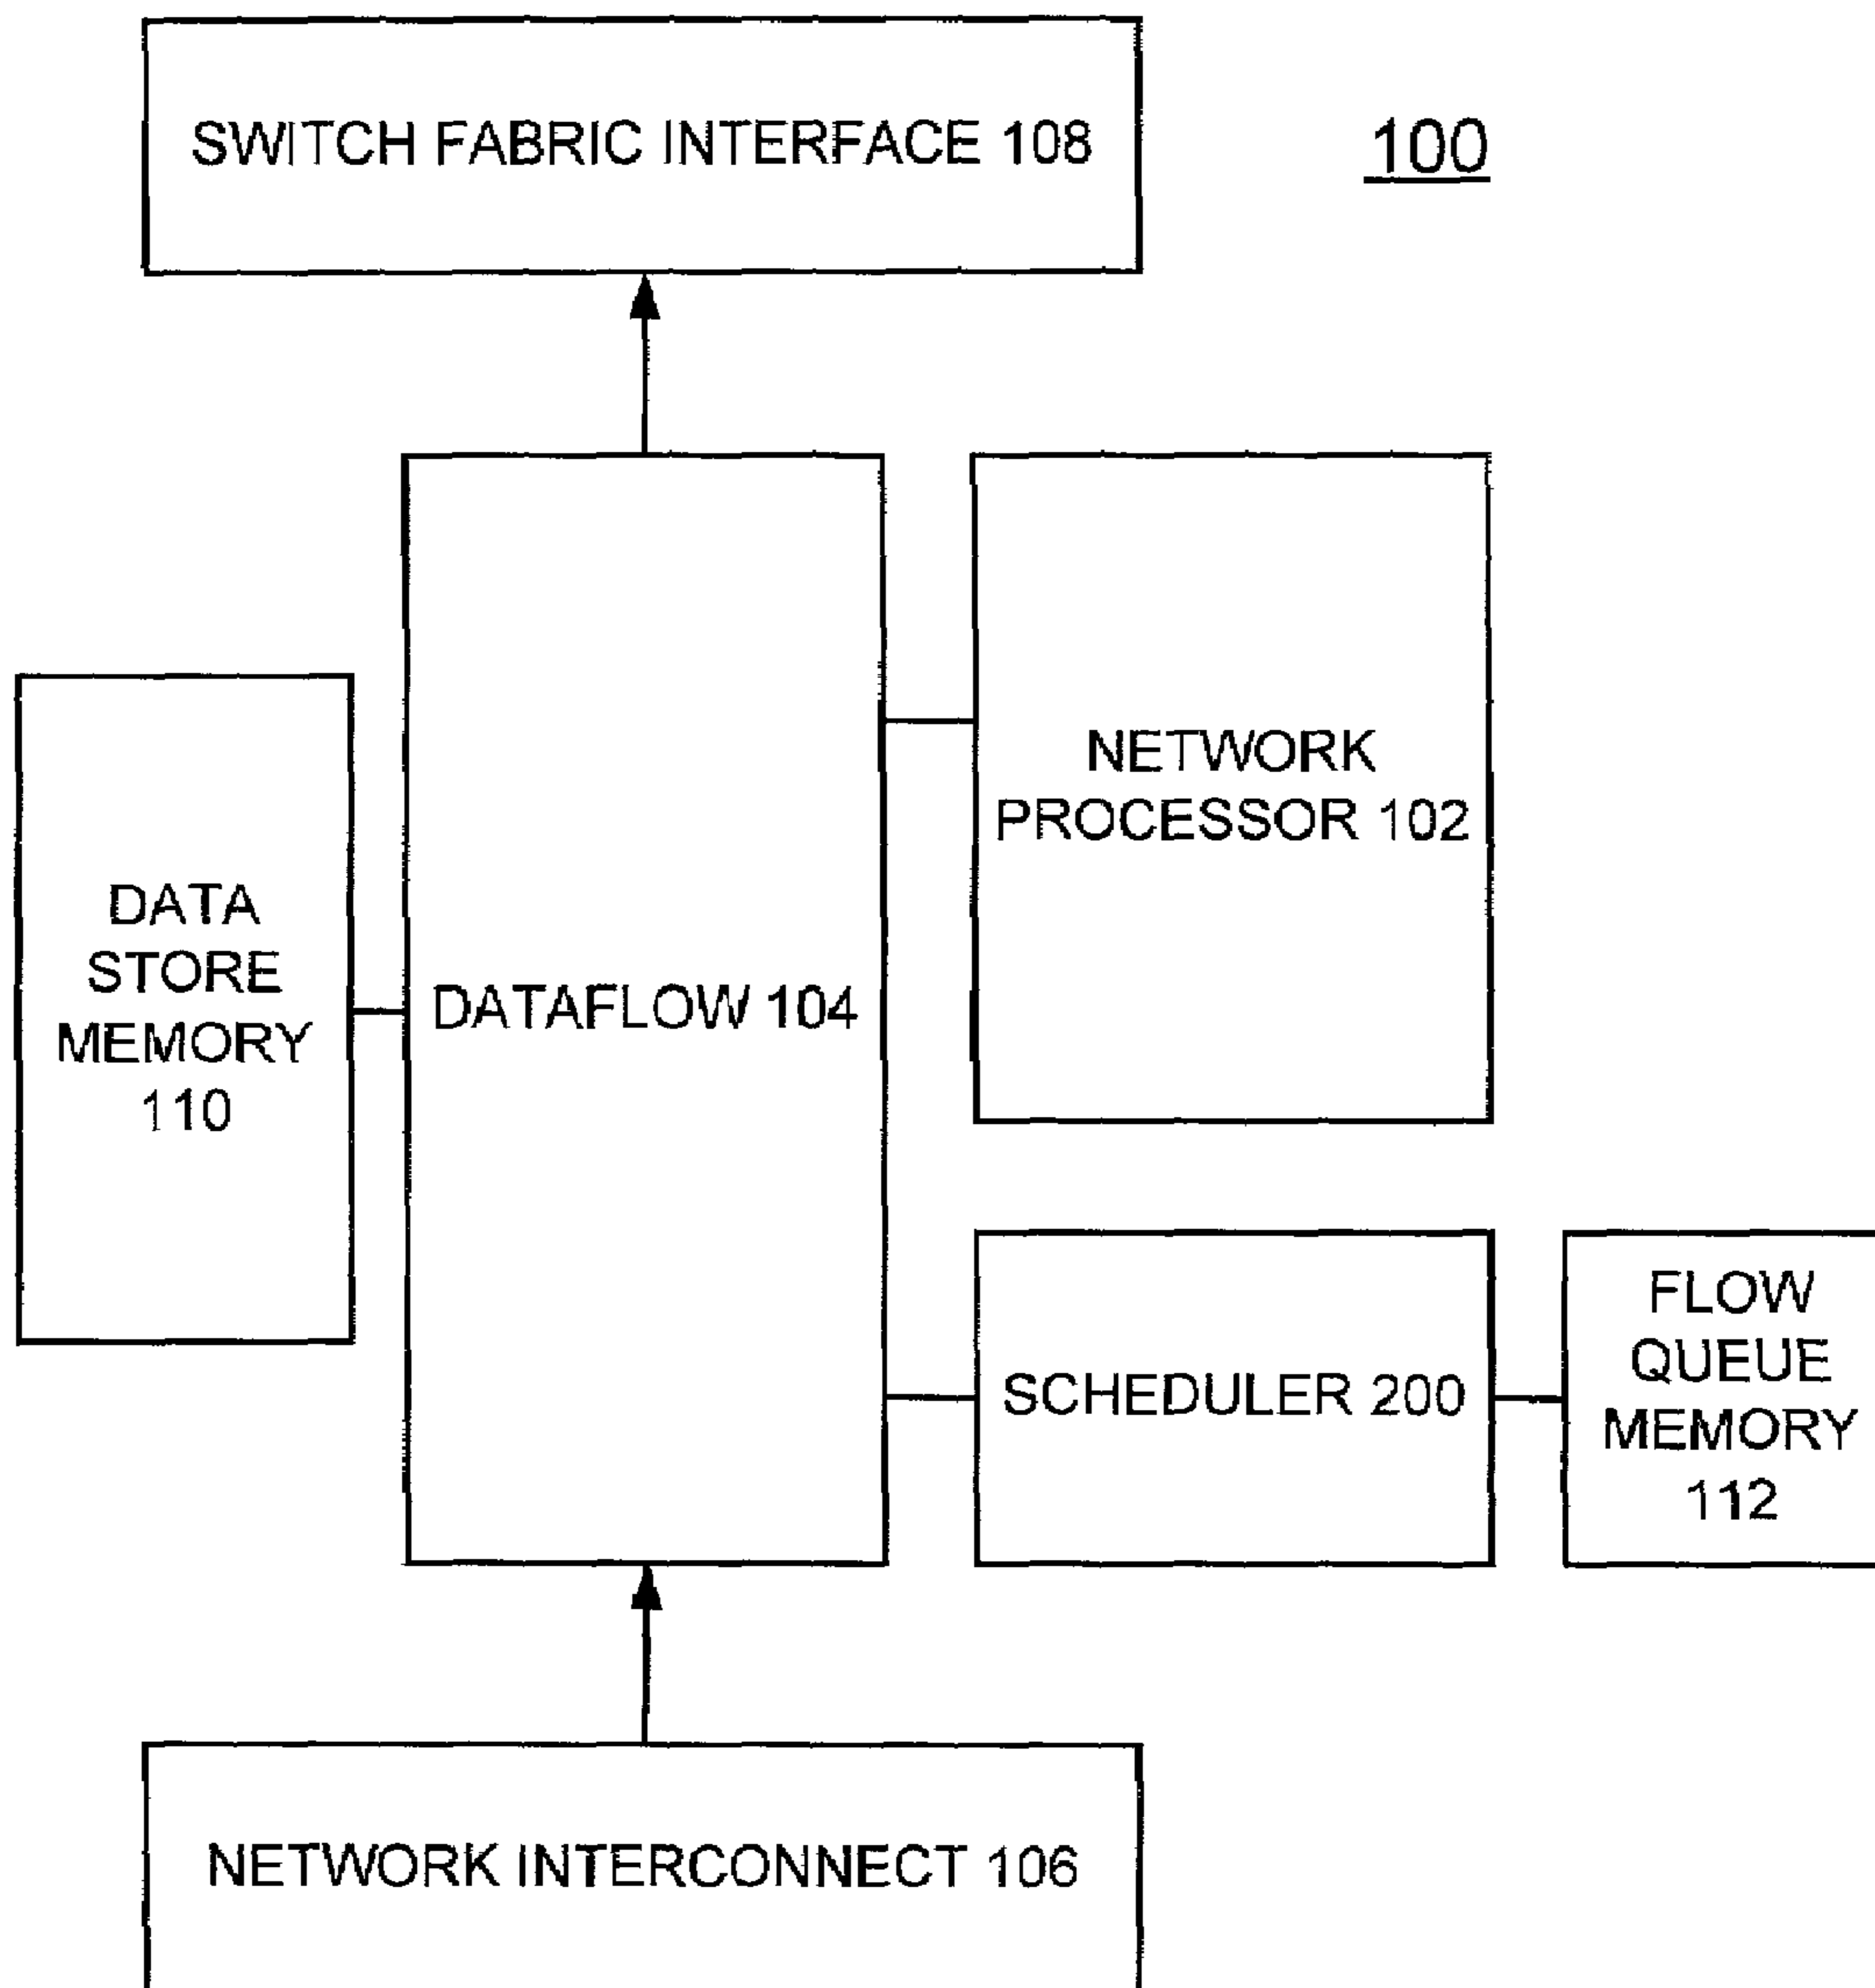 SWITCH FABRIC INTERFACE 108
100
NETWORK
PROCESSOR 102
DATA
STORE
MEMORY
110
DATAFLOW 104
SCHEDULER 200
FLOW
QUEUE
MEMORY
112
NETWORK INTERCONNECT 106